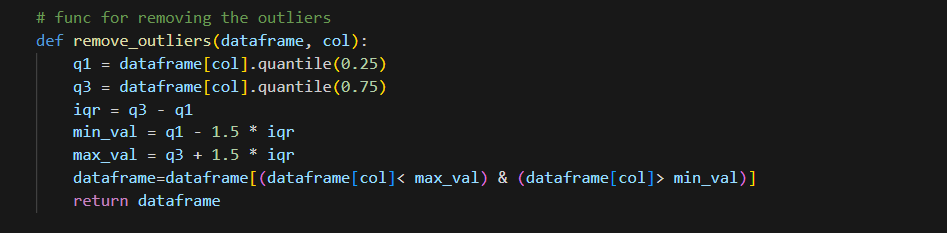 # func for removing the outliers
def remove_outliers(dataframe, col):
    q1 = dataframe[col].quantile(0.25)
    q3 = dataframe[col].quantile(0.75)
    iqr = q3 - q1
    min_val = q1 - 1.5 * iqr
    max_val = q3 + 1.5 * iqr
    dataframe=dataframe[(dataframe[col]< max_val) & (dataframe[col]> min_val)]
    return dataframe